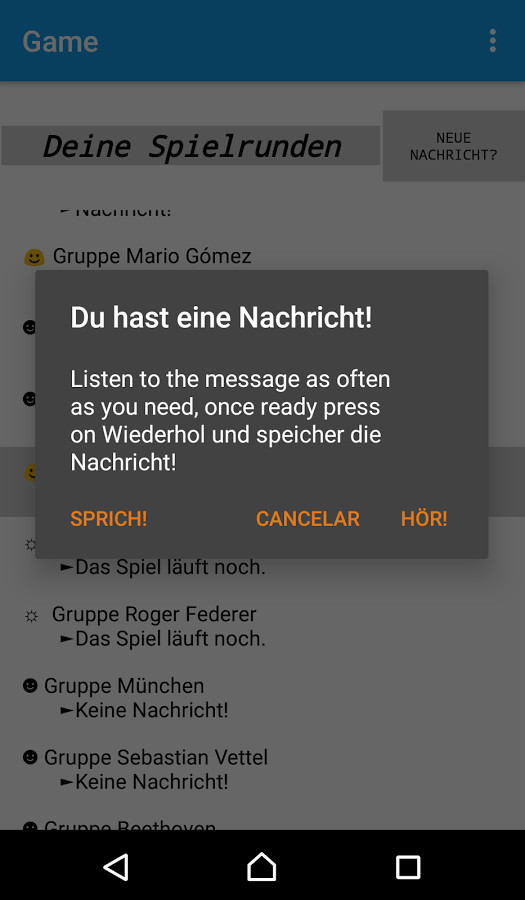 Game
Deine Spielrunden
NEUE
NACHRICHT?
►Nachricht!
Gruppe Mario Gómez
Du hast eine Nachricht!
Listen to the message as often
as you need, once ready press
on Wiederhol und speicher die
Nachricht!
SPRICH! CANCELAR HÖR!
►Das Spiel läuft noch.
☼ Gruppe Roger Federer
►Das Spiel läuft noch.
☻ Gruppe München
►Keine Nachricht!
☻ Gruppe Sebastian Vettel
►Keine Nachricht!
☻ Gruppe Beethoven